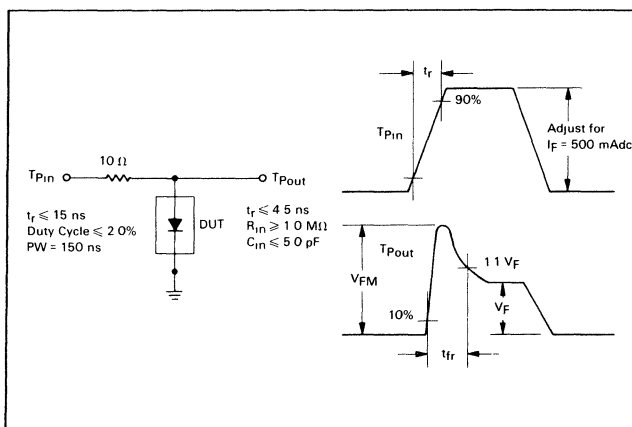 10 Ω
TPin
TPout
tr ≤ 15 ns
Duty Cycle ≤ 2 0%
PW = 150 ns
DUT
tr ≤ 4 5 ns
Rin ≥ 1 0 MΩ
Cin ≤ 5 0 pF
tr
90%
TPin
Adjust for
IF = 500 mAdc
TPout
1 1 VF
VFM
VF
10%
tfr